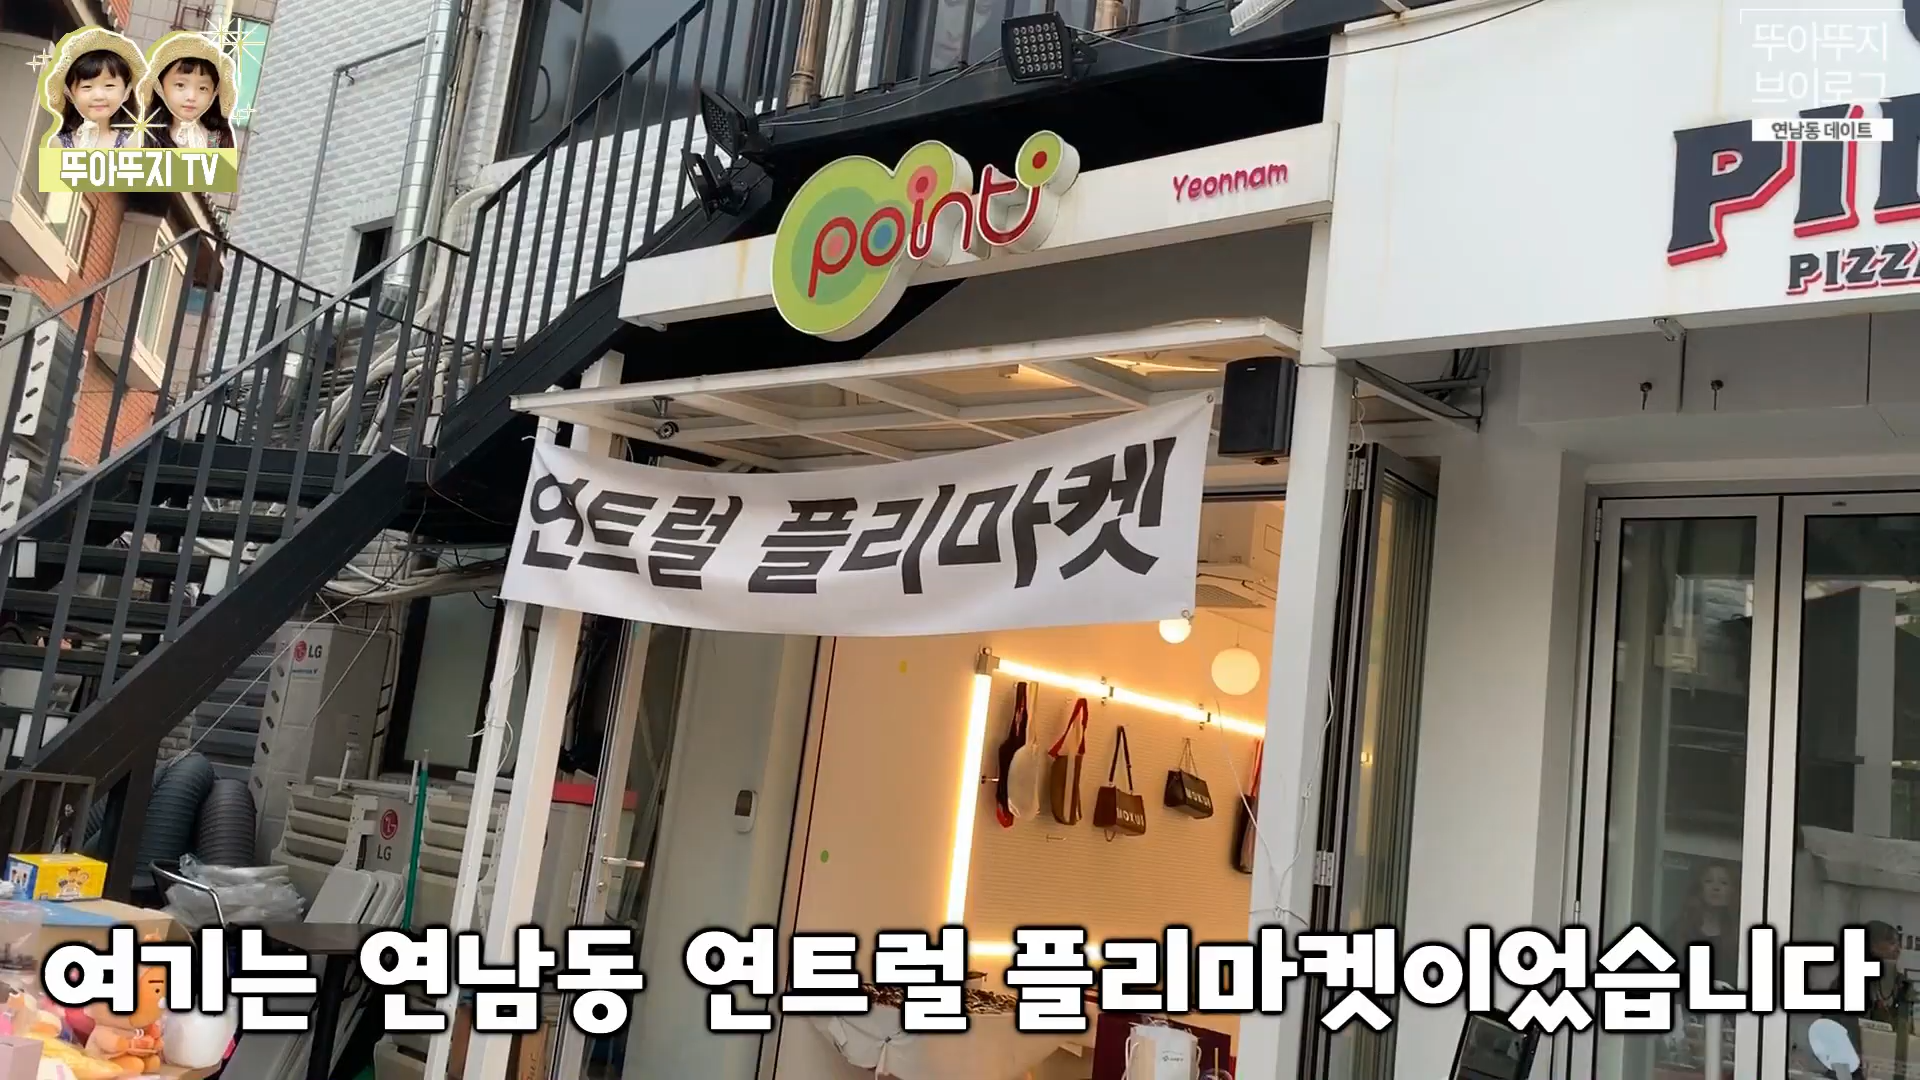 뚜아뚜지
브이로그
연남동 데이트
뚜아뚜지 TV
pointi
Yeonnam
PIZZ
연트럴 플리마켓
LG
LG
여기는 연남동 연트럴 플리마켓이었습니다